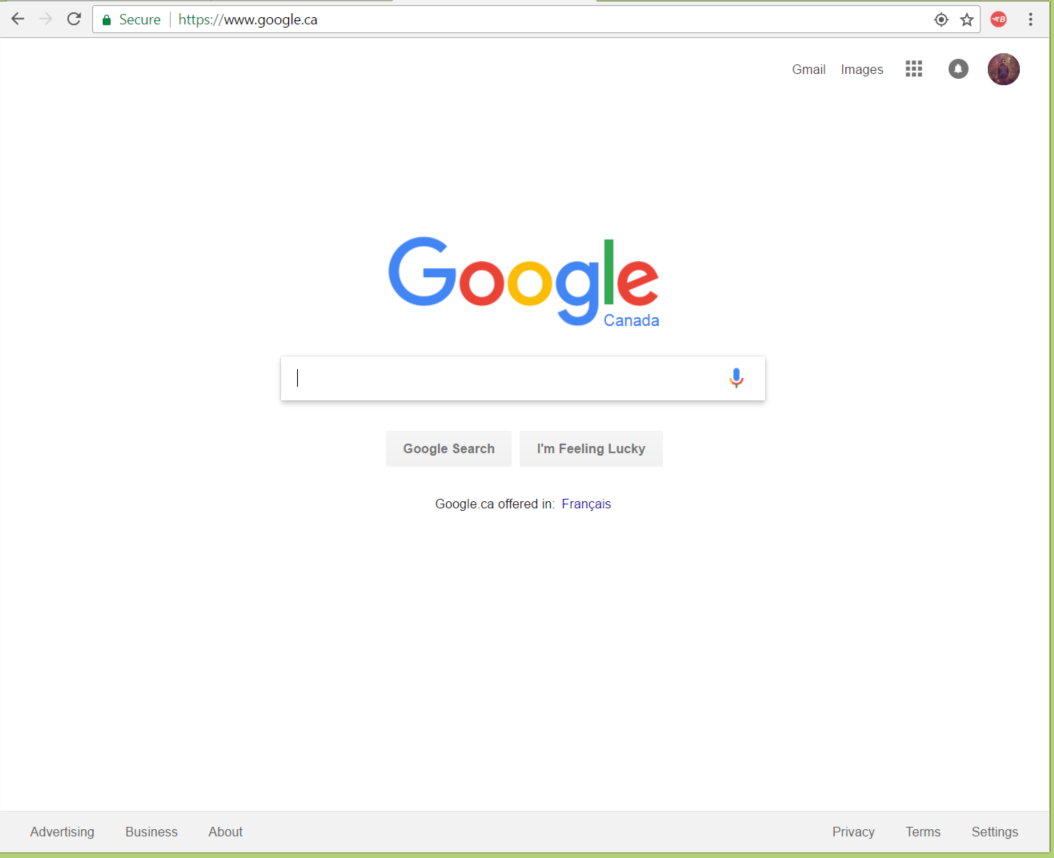 Secure https://www.google.ca
Gmail Images
Google
Canada
Google Search I'm Feeling Lucky
Google.ca offered in: Français
Advertising Business About Privacy Terms Settings